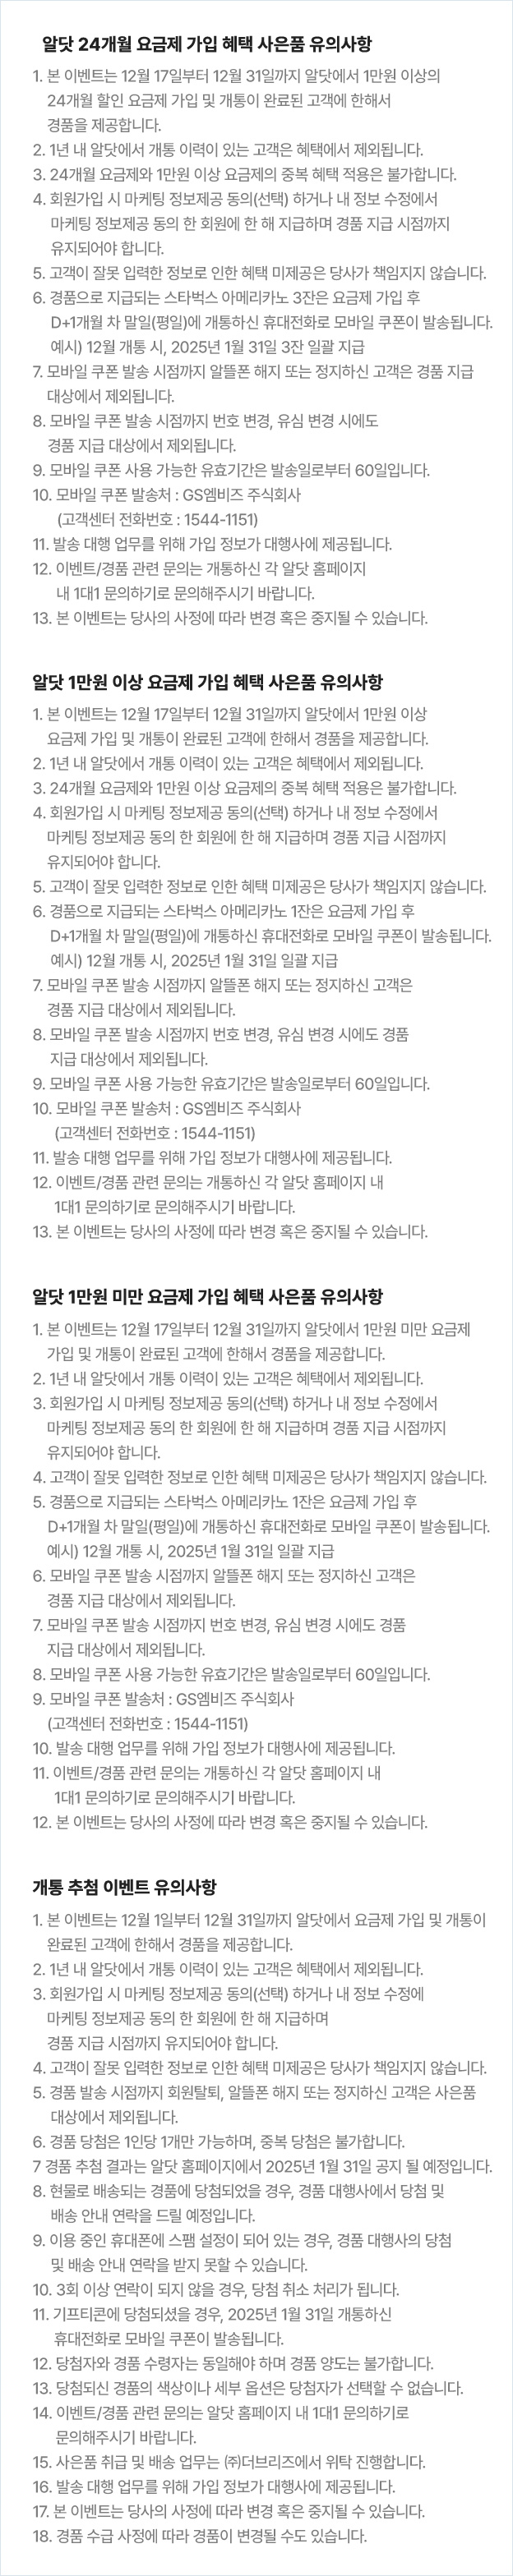 알닷 24개월 요금제 가입 혜택 사은품 유의사항
1. 본 이벤트는 12월 17일부터 12월 31일까지 알닷에서 1만원 이상의
24개월 할인 요금제 가입 및 개통이 완료된 고객에 한해서
경품을 제공합니다.
2. 1년 내 알닷에서 개통 이력이 있는 고객은 혜택에서 제외됩니다.
3. 24개월 요금제와 1만원 이상 요금제의 중복 혜택 적용은 불가합니다.
4. 회원가입 시 마케팅 정보제공 동의(선택) 하거나 내 정보 수정에서
마케팅 정보제공 동의 한 회원에 한 해 지급하며 경품 지급 시점까지
유지되어야 합니다.
5. 고객이 잘못 입력한 정보로 인한 혜택 미제공은 당사가 책임지지 않습니다.
6. 경품으로 지급되는 스타벅스 아메리카노 3잔은 요금제 가입 후
D+1개월 차 말일(평일)에 개통하신 휴대전화로 모바일 쿠폰이 발송됩니다.
예시) 12월 개통 시, 2025년 1월 31일 3잔 일괄 지급
7. 모바일 쿠폰 발송 시점까지 알뜰폰 해지 또는 정지하신 고객은 경품 지급
대상에서 제외됩니다.
8. 모바일 쿠폰 발송 시점까지 번호 변경, 유심 변경 시에도
경품 지급 대상에서 제외됩니다.
9. 모바일 쿠폰 사용 가능한 유효기간은 발송일로부터 60일입니다.
10. 모바일 쿠폰 발송처 : GS엠비즈 주식회사
(고객센터 전화번호 : 1544-1151)
11. 발송 대행 업무를 위해 가입 정보가 대행사에 제공됩니다.
12. 이벤트/경품 관련 문의는 개통하신 각 알닷 홈페이지
내 1대1 문의하기로 문의해주시기 바랍니다.
13. 본 이벤트는 당사의 사정에 따라 변경 혹은 중지될 수 있습니다.
알닷 1만원 이상 요금제 가입 혜택 사은품 유의사항
1. 본 이벤트는 12월 17일부터 12월 31일까지 알닷에서 1만원 이상
요금제 가입 및 개통이 완료된 고객에 한해서 경품을 제공합니다.
2. 1년 내 알닷에서 개통 이력이 있는 고객은 혜택에서 제외됩니다.
3. 24개월 요금제와 1만원 이상 요금제의 중복 혜택 적용은 불가합니다.
4. 회원가입 시 마케팅 정보제공 동의(선택) 하거나 내 정보 수정에서
마케팅 정보제공 동의 한 회원에 한 해 지급하며 경품 지급 시점까지
유지되어야 합니다.
5. 고객이 잘못 입력한 정보로 인한 혜택 미제공은 당사가 책임지지 않습니다.
6. 경품으로 지급되는 스타벅스 아메리카노 1잔은 요금제 가입 후
D+1개월 차 말일(평일)에 개통하신 휴대전화로 모바일 쿠폰이 발송됩니다.
예시) 12월 개통 시, 2025년 1월 31일 일괄 지급
7. 모바일 쿠폰 발송 시점까지 알뜰폰 해지 또는 정지하신 고객은
경품 지급 대상에서 제외됩니다.
8. 모바일 쿠폰 발송 시점까지 번호 변경, 유심 변경 시에도 경품
지급 대상에서 제외됩니다.
9. 모바일 쿠폰 사용 가능한 유효기간은 발송일로부터 60일입니다.
10. 모바일 쿠폰 발송처 : GS엠비즈 주식회사
(고객센터 전화번호 : 1544-1151)
11. 발송 대행 업무를 위해 가입 정보가 대행사에 제공됩니다.
12. 이벤트/경품 관련 문의는 개통하신 각 알닷 홈페이지 내
1대1 문의하기로 문의해주시기 바랍니다.
13. 본 이벤트는 당사의 사정에 따라 변경 혹은 중지될 수 있습니다.
알닷 1만원 미만 요금제 가입 혜택 사은품 유의사항
1. 본 이벤트는 12월 17일부터 12월 31일까지 알닷에서 1만원 미만 요금제
가입 및 개통이 완료된 고객에 한해서 경품을 제공합니다.
2. 1년 내 알닷에서 개통 이력이 있는 고객은 혜택에서 제외됩니다.
3. 회원가입 시 마케팅 정보제공 동의(선택) 하거나 내 정보 수정에서
마케팅 정보제공 동의 한 회원에 한 해 지급하며 경품 지급 시점까지
유지되어야 합니다.
4. 고객이 잘못 입력한 정보로 인한 혜택 미제공은 당사가 책임지지 않습니다.
5. 경품으로 지급되는 스타벅스 아메리카노 1잔은 요금제 가입 후
D+1개월 차 말일(평일)에 개통하신 휴대전화로 모바일 쿠폰이 발송됩니다.
예시) 12월 개통 시, 2025년 1월 31일 일괄 지급
6. 모바일 쿠폰 발송 시점까지 알뜰폰 해지 또는 정지하신 고객은
경품 지급 대상에서 제외됩니다.
7. 모바일 쿠폰 발송 시점까지 번호 변경, 유심 변경 시에도 경품
지급 대상에서 제외됩니다.
8. 모바일 쿠폰 사용 가능한 유효기간은 발송일로부터 60일입니다.
9. 모바일 쿠폰 발송처 : GS엠비즈 주식회사
(고객센터 전화번호 : 1544-1151)
10. 발송 대행 업무를 위해 가입 정보가 대행사에 제공됩니다.
11. 이벤트/경품 관련 문의는 개통하신 각 알닷 홈페이지 내
1대1 문의하기로 문의해주시기 바랍니다.
12. 본 이벤트는 당사의 사정에 따라 변경 혹은 중지될 수 있습니다.
개통 추첨 이벤트 유의사항
1. 본 이벤트는 12월 1일부터 12월 31일까지 알닷에서 요금제 가입 및 개통이
완료된 고객에 한해서 경품을 제공합니다.
2. 1년 내 알닷에서 개통 이력이 있는 고객은 혜택에서 제외됩니다.
3. 회원가입 시 마케팅 정보제공 동의(선택) 하거나 내 정보 수정에
마케팅 정보제공 동의 한 회원에 한 해 지급하며
경품 지급 시점까지 유지되어야 합니다.
4. 고객이 잘못 입력한 정보로 인한 혜택 미제공은 당사가 책임지지 않습니다.
5. 경품 발송 시점까지 회원탈퇴, 알뜰폰 해지 또는 정지하신 고객은 사은품
대상에서 제외됩니다.
6. 경품 당첨은 1인당 1개만 가능하며, 중복 당첨은 불가합니다.
7 경품 추첨 결과는 알닷 홈페이지에서 2025년 1월 31일 공지 될 예정입니다.
8. 현물로 배송되는 경품에 당첨되었을 경우, 경품 대행사에서 당첨 및
배송 안내 연락을 드릴 예정입니다.
9. 이용 중인 휴대폰에 스팸 설정이 되어 있는 경우, 경품 대행사의 당첨
및 배송 안내 연락을 받지 못할 수 있습니다.
10. 3회 이상 연락이 되지 않을 경우, 당첨 취소 처리가 됩니다.
11. 기프티콘에 당첨되셨을 경우, 2025년 1월 31일 개통하신
휴대전화로 모바일 쿠폰이 발송됩니다.
12. 당첨자와 경품 수령자는 동일해야 하며 경품 양도는 불가합니다.
13. 당첨되신 경품의 색상이나 세부 옵션은 당첨자가 선택할 수 없습니다.
14. 이벤트/경품 관련 문의는 알닷 홈페이지 내 1대1 문의하기로
문의해주시기 바랍니다.
15. 사은품 취급 및 배송 업무는 ㈜더브리즈에서 위탁 진행합니다.
16. 발송 대행 업무를 위해 가입 정보가 대행사에 제공됩니다.
17. 본 이벤트는 당사의 사정에 따라 변경 혹은 중지될 수 있습니다.
18. 경품 수급 사정에 따라 경품이 변경될 수도 있습니다.